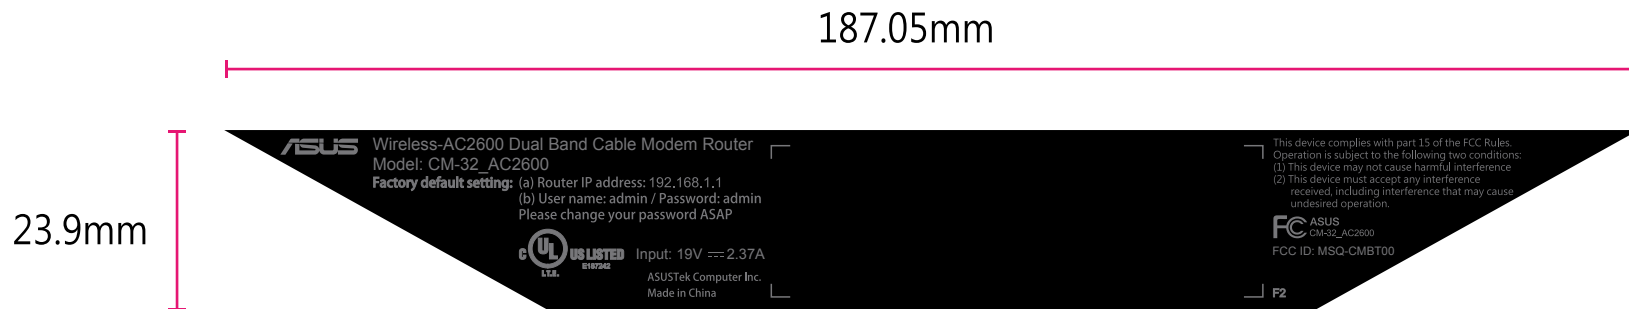 187.05mm
23.9mm
ASUS
Wireless-AC2600 Dual Band Cable Modem Router
Model: CM-32_AC2600
Factory default setting: (a) Router IP address: 192.168.1.1
(b) User name: admin / Password: admin
Please change your password ASAP
C UL US LISTED
I.T.E.
E157242
Input: 19V ⎓ 2.37A
ASUSTek Computer Inc.
Made in China
This device complies with part 15 of the FCC Rules.
Operation is subject to the following two conditions:
(1) This device may not cause harmful interference
(2) This device must accept any interference
received, including interference that may cause
undesired operation.
FC ASUS
CM-32_AC2600
FCC ID: MSQ-CMBT00
F2